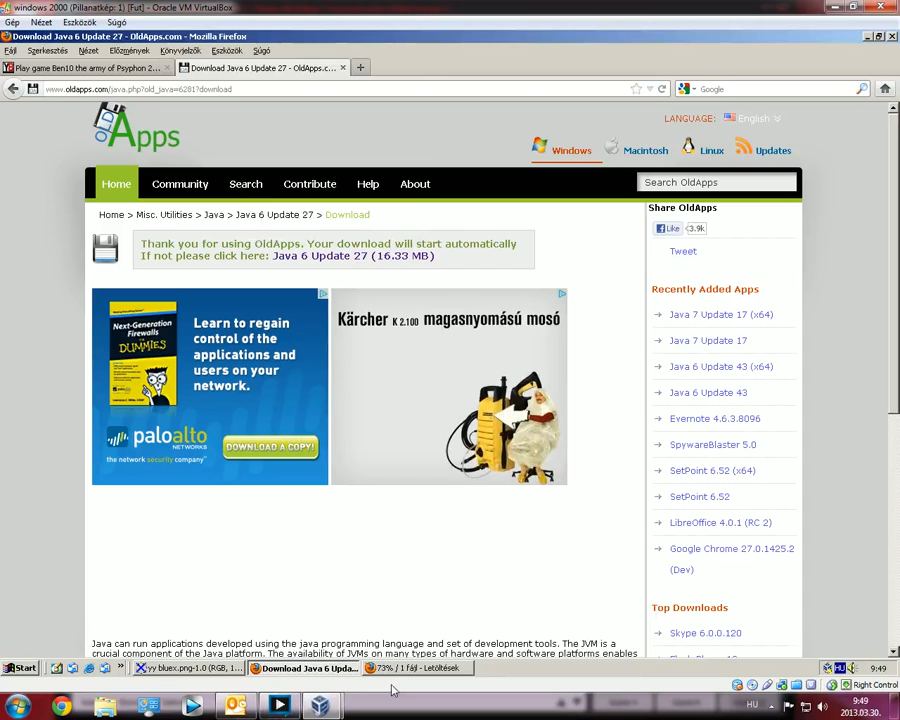 windows 2000 (Pillanatkép: 1) [Fut] - Oracle VM VirtualBox
Gép Nézet Eszközök Súgó
Download Java 6 Update 27 - OldApps.com - Mozilla Firefox
Fájl Szerkesztés Nézet Előzmények Könyvjelzők Eszközök Súgó
Play game Ben10 the army of Psyphon 2... × Download Java 6 Update 27 - OldApps.c... × +
www.oldapps.com/java.php?old_java=6281?download
Google
LANGUAGE: English
OLD Apps
Windows Macintosh Linux Updates
Home Community Search Contribute Help About
Search OldApps
Home > Misc. Utilities > Java > Java 6 Update 27 > Download
Thank you for using OldApps. Your download will start automatically
If not please click here: Java 6 Update 27 (16.33 MB)
Next-Generation
Firewalls
FOR
DUMMIES
Learn to regain
control of the
applications and
users on your
network.
paloalto
NETWORKS
the network security company™
DOWNLOAD A COPY!
Kärcher K 2.100 magasnyomású mosó
Share OldApps
Like 3.9k
Tweet
Recently Added Apps
Java 7 Update 17 (x64)
Java 7 Update 17
Java 6 Update 43 (x64)
Java 6 Update 43
Evernote 4.6.3.8096
SpywareBlaster 5.0
SetPoint 6.52 (x64)
SetPoint 6.52
LibreOffice 4.0.1 (RC 2)
Google Chrome 27.0.1425.2
(Dev)
Top Downloads
Skype 6.0.0.120
Java can run applications developed using the java programming language and set of development tools. The JVM is a
crucial component of the Java platform. The availability of JVMs on many types of hardware and software platforms enables
Start » yy bluex.png-1.0 (RGB, 1... Download Java 6 Upda... 73% / 1 fájl - Letöltések HU 9:49
Right Control
HU 9:49
2013.03.30.